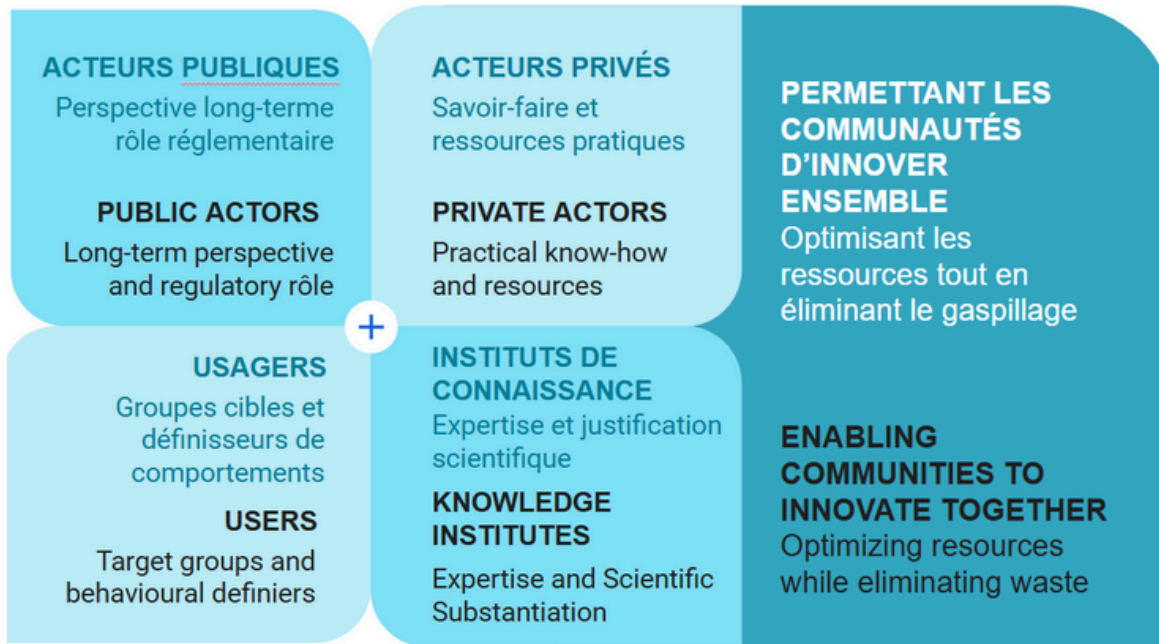 ACTEURS PUBLIQUES
Perspective long-terme
rôle réglementaire
PUBLIC ACTORS
Long-term perspective
and regulatory rôle
ACTEURS PRIVÉS
Savoir-faire et
ressources pratiques
PRIVATE ACTORS
Practical know-how
and resources
USAGERS
Groupes cibles et
définisseurs de
comportements
USERS
Target groups and
behavioural definiers
INSTITUTS DE
CONNAISSANCE
Expertise et justification
scientifique
KNOWLEDGE
INSTITUTES
Expertise and Scientific
Substantiation
PERMETTANT LES
COMMUNAUTÉS
D’INNOVER
ENSEMBLE
Optimisant les
ressources tout en
éliminant le gaspillage
ENABLING
COMMUNITIES TO
INNOVATE TOGETHER
Optimizing resources
while eliminating waste